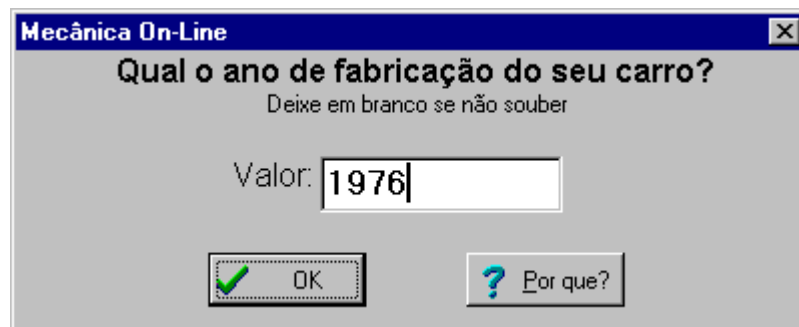 Mecânica On-Line
Qual o ano de fabricação do seu carro?
Deixe em branco se não souber
Valor: 1976
OK
? Por que?